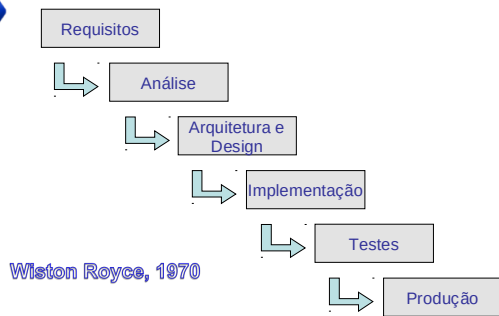 Requisitos
Análise
Arquitetura e
Design
Implementação
Testes
Wiston Royce, 1970
Produção